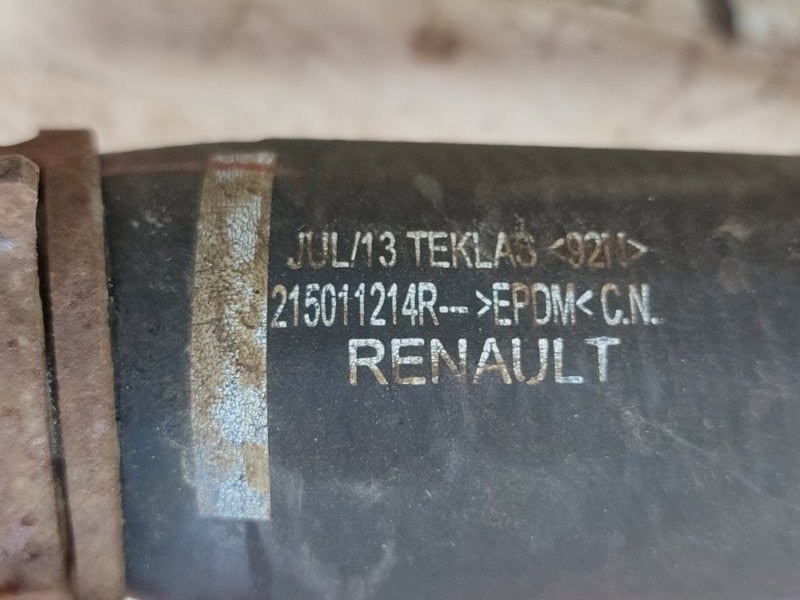 JUL/13 TEKLAS <92N>
215011214R-- >EPDM< C.N..
RENAULT